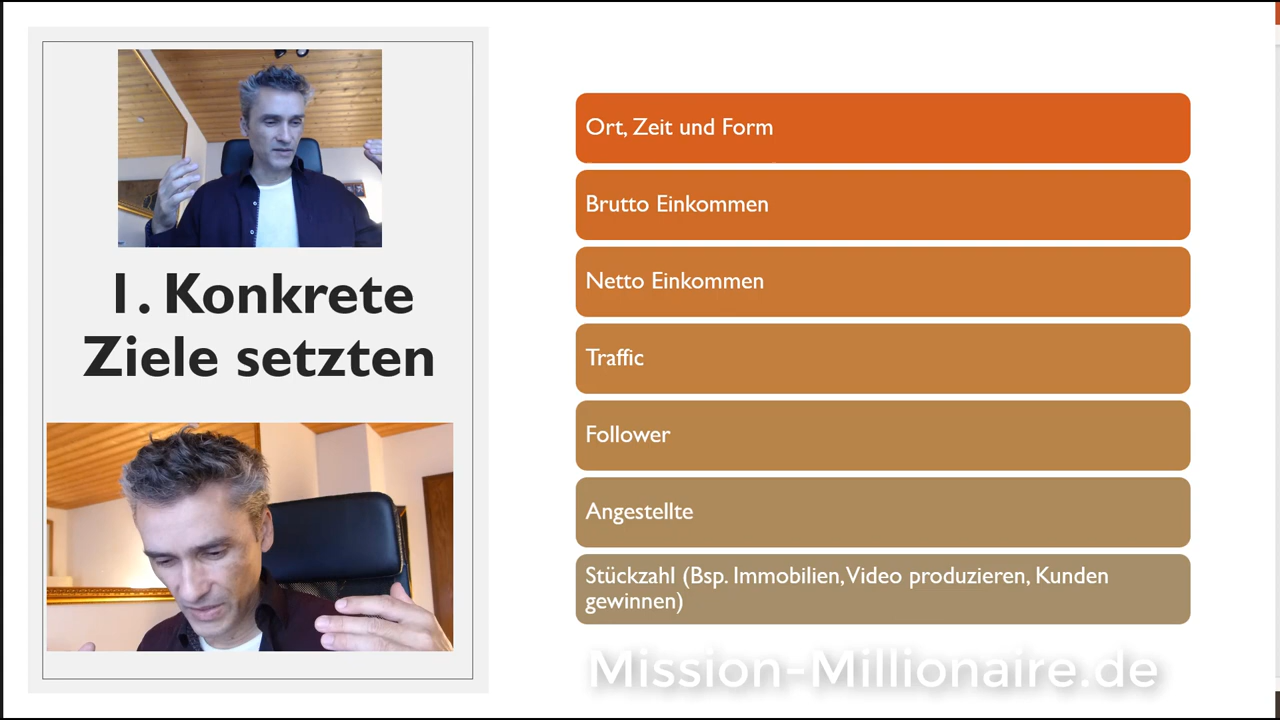 1. Konkrete
Ziele setzten
Ort, Zeit und Form
Brutto Einkommen
Netto Einkommen
Traffic
Follower
Angestellte
Stückzahl (Bsp. Immobilien, Video produzieren, Kunden
gewinnen)
Mission-Millionaire.de